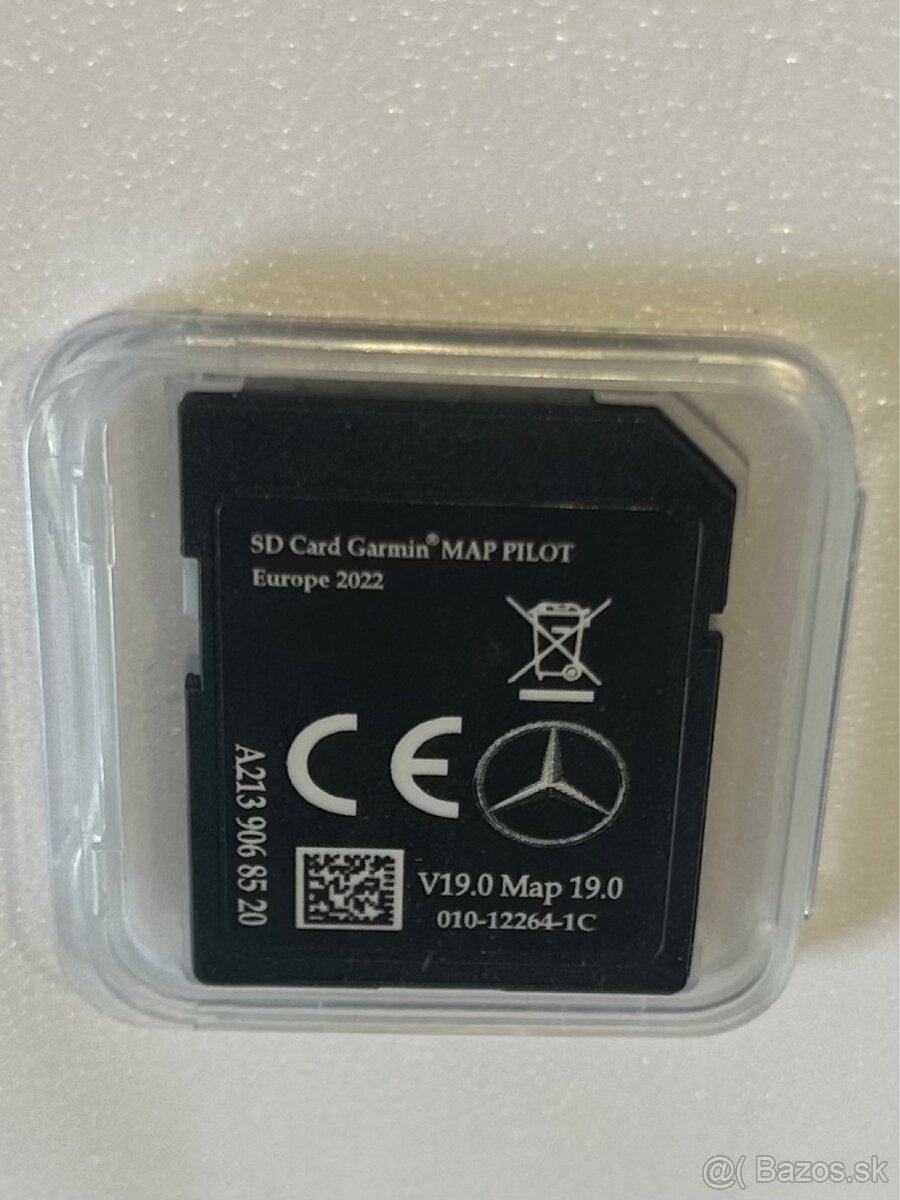 SD Card Garmin® MAP PILOT
Europe 2022
CE
A213 906 85 20
V19.0 Map 19.0
010-12264-1C
@( Bazos.sk